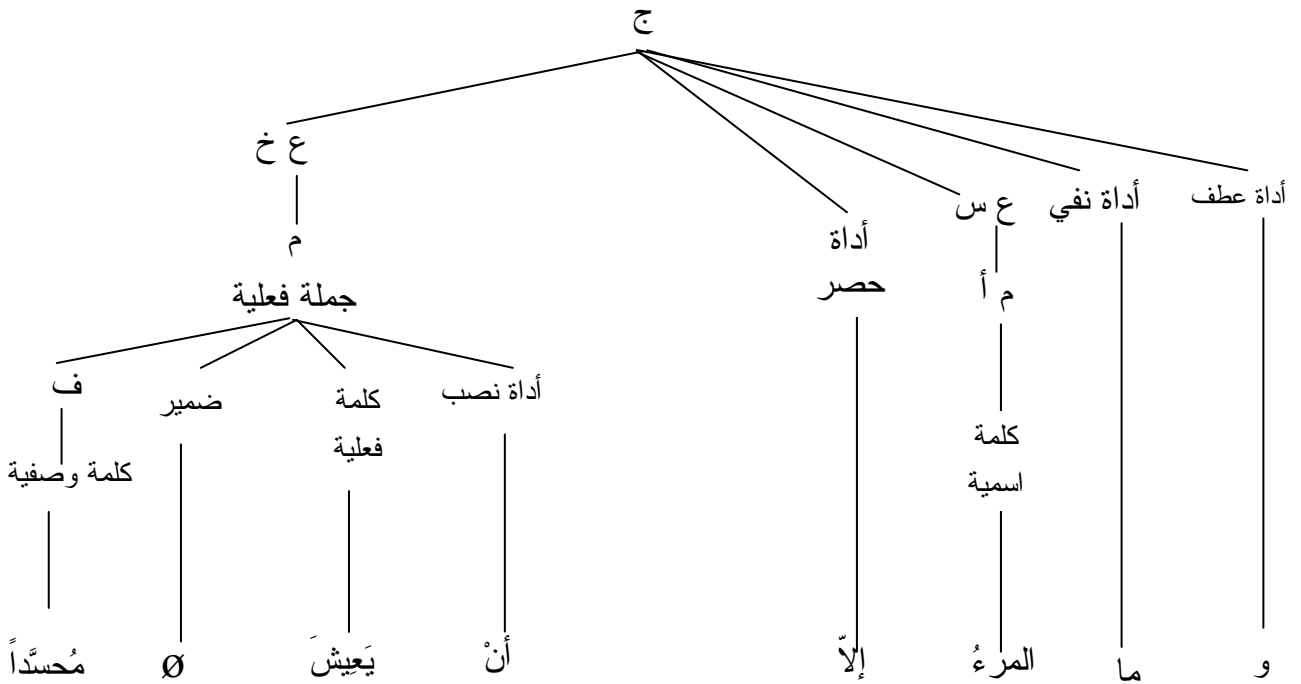 ج
ع خ
أداة عطف
أداة نفي
ع س
أداة
حصر
م
جملة فعلية
م أ
أداة نصب
كلمة
فعلية
ضمير
ف
كلمة
اسمية
كلمة وصفية
و
ما
المرءُ
إلاّ
أنْ
يَعِيشَ
Ø
مُحسَّداً